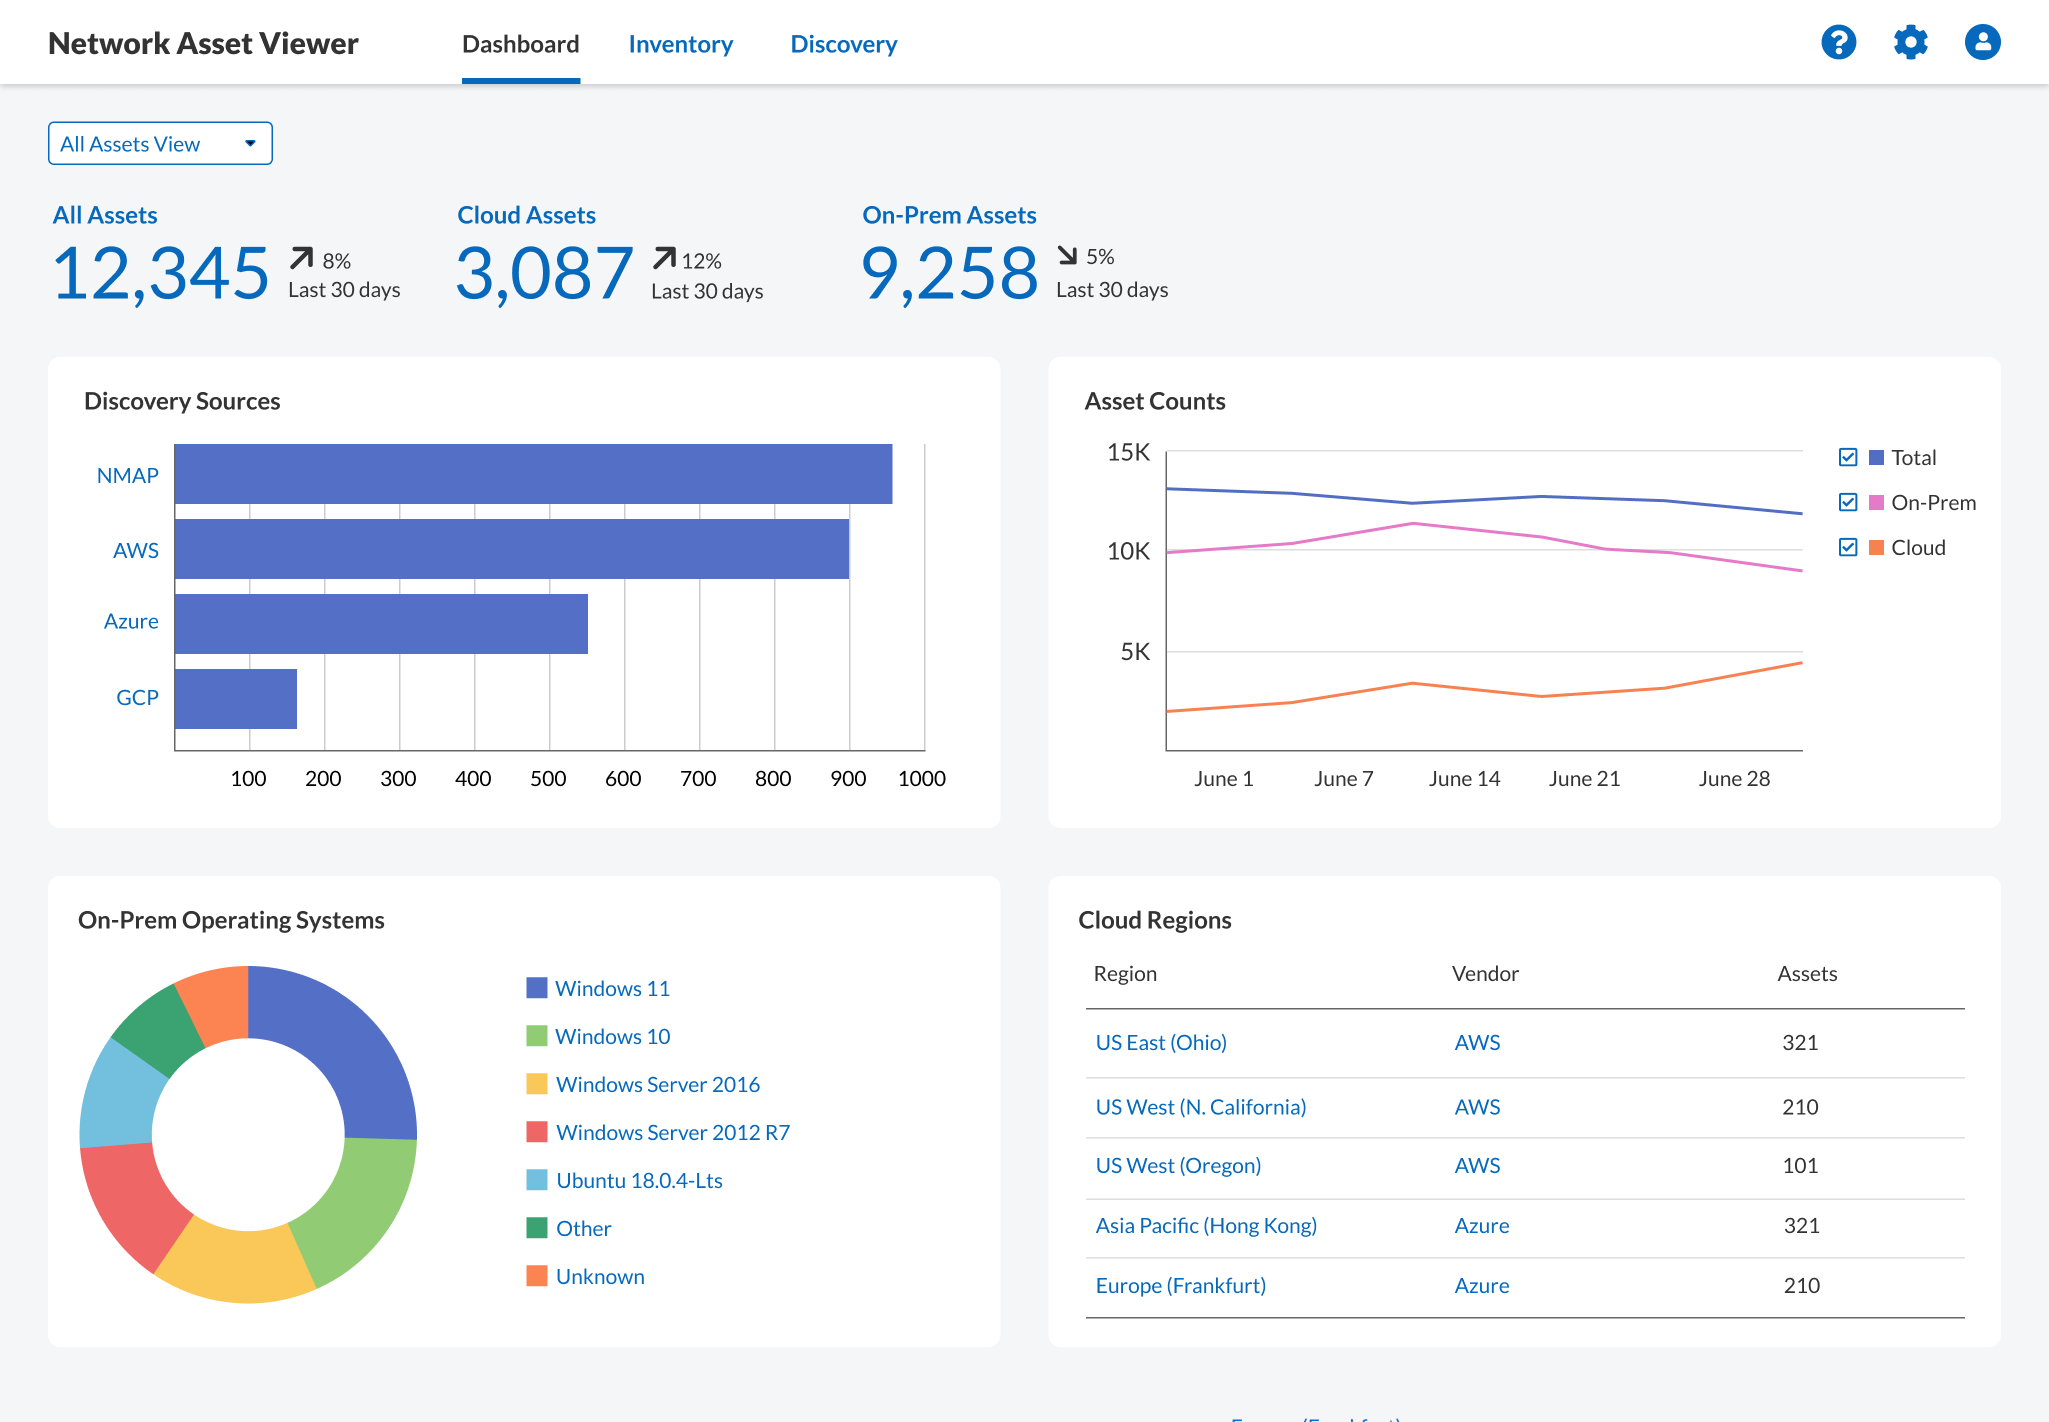 Network Asset Viewer
Dashboard
Inventory
Discovery
All Assets View
All Assets
12,345
8%
Last 30 days
Cloud Assets
3,087
12%
Last 30 days
On-Prem Assets
9,258
5%
Last 30 days
Discovery Sources
NMAP
AWS
Azure
GCP
100 200 300 400 500 600 700 800 900 1000
Asset Counts
15K
10K
5K
June 1 June 7 June 14 June 21 June 28
Total
On-Prem
Cloud
On-Prem Operating Systems
Windows 11
Windows 10
Windows Server 2016
Windows Server 2012 R7
Ubuntu 18.0.4-Lts
Other
Unknown
Cloud Regions
Region Vendor Assets
US East (Ohio) AWS 321
US West (N. California) AWS 210
US West (Oregon) AWS 101
Asia Pacific (Hong Kong) Azure 321
Europe (Frankfurt) Azure 210